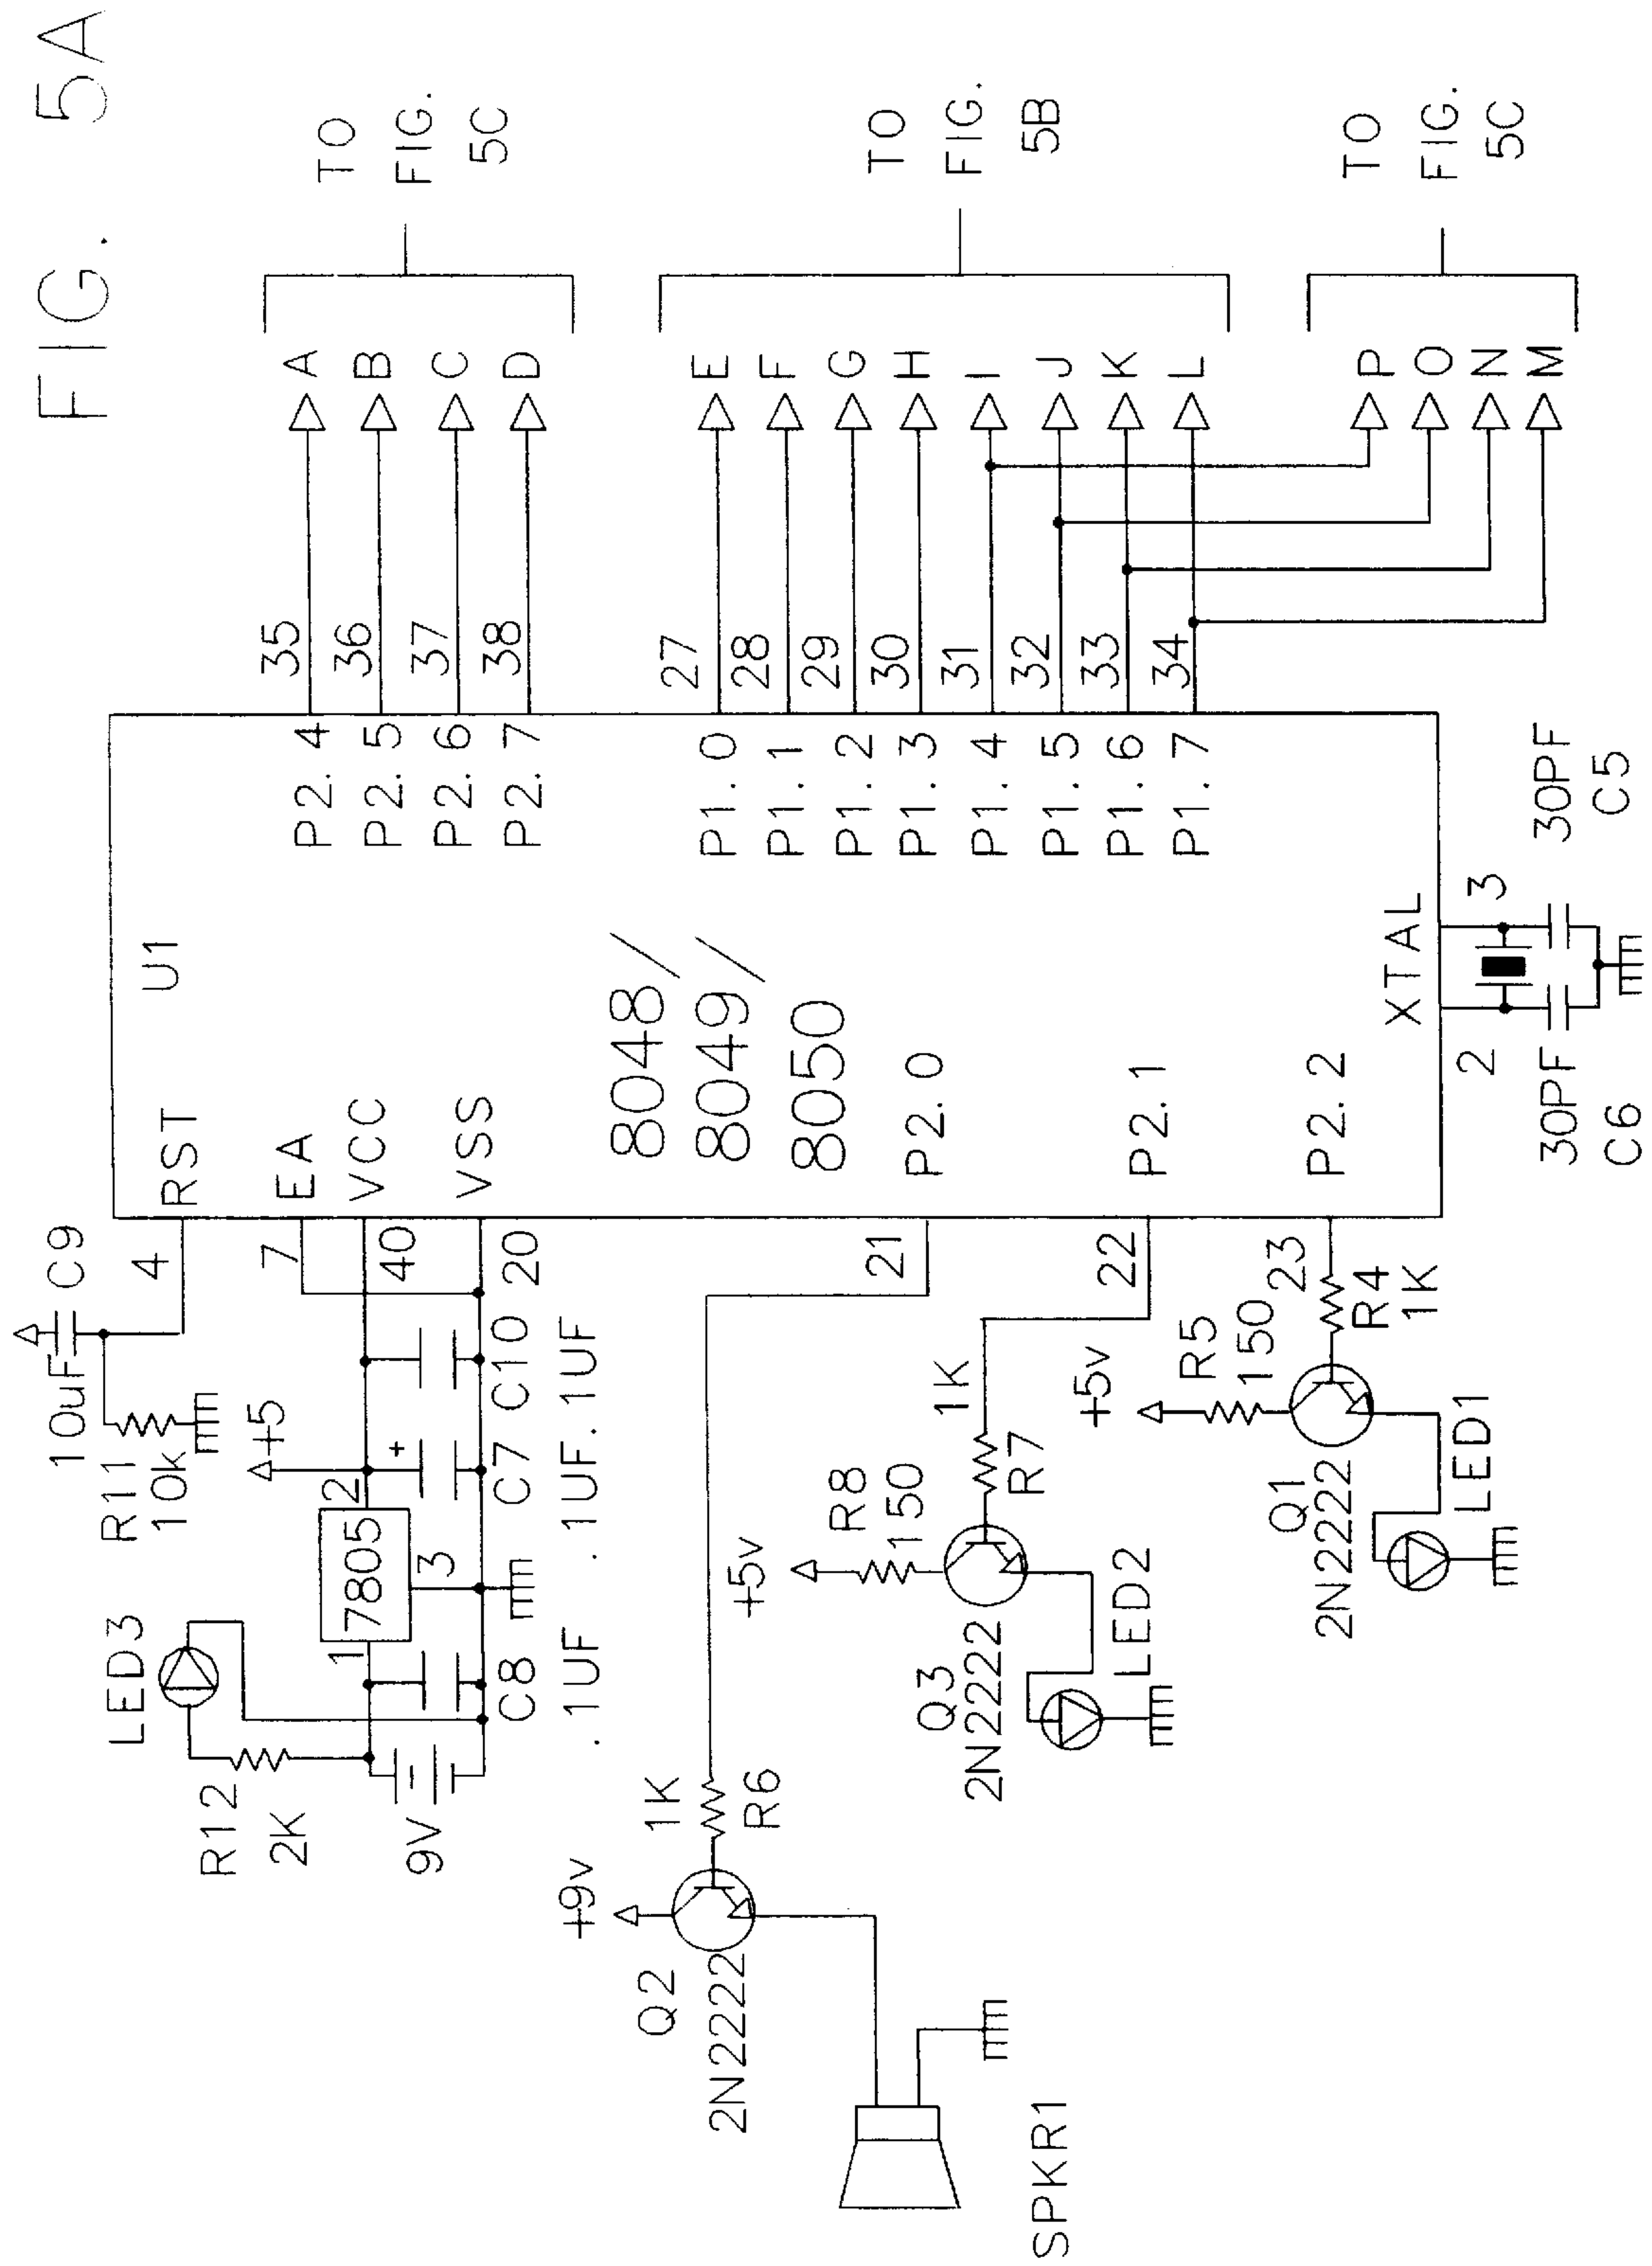 FIG. 5A
C9
10uF
4
RST
R11
10k
LED3
R12
2K
9V
1
7805
2
3
+5
C8
.1UF
C7
.1UF
C10
.1UF
7
EA
40
VCC
20
VSS
U1
8048/
8049/
8050
P2.4
35
A
P2.5
36
B
P2.6
37
C
P2.7
38
D
TO
FIG.
5C
P1.0
27
E
P1.1
28
F
P1.2
29
G
P1.3
30
H
P1.4
31
I
P1.5
32
J
P1.6
33
K
P1.7
34
L
TO
FIG.
5B
P
O
N
M
TO
FIG.
5C
+9v
Q2
2N2222
1K
R6
21
P2.0
SPKR1
+5v
R8
150
Q3
2N2222
1K
R7
22
P2.1
LED2
+5v
R5
150
Q1
2N2222
23
R4
1K
P2.2
LED1
XTAL
2
3
30PF
C6
30PF
C5